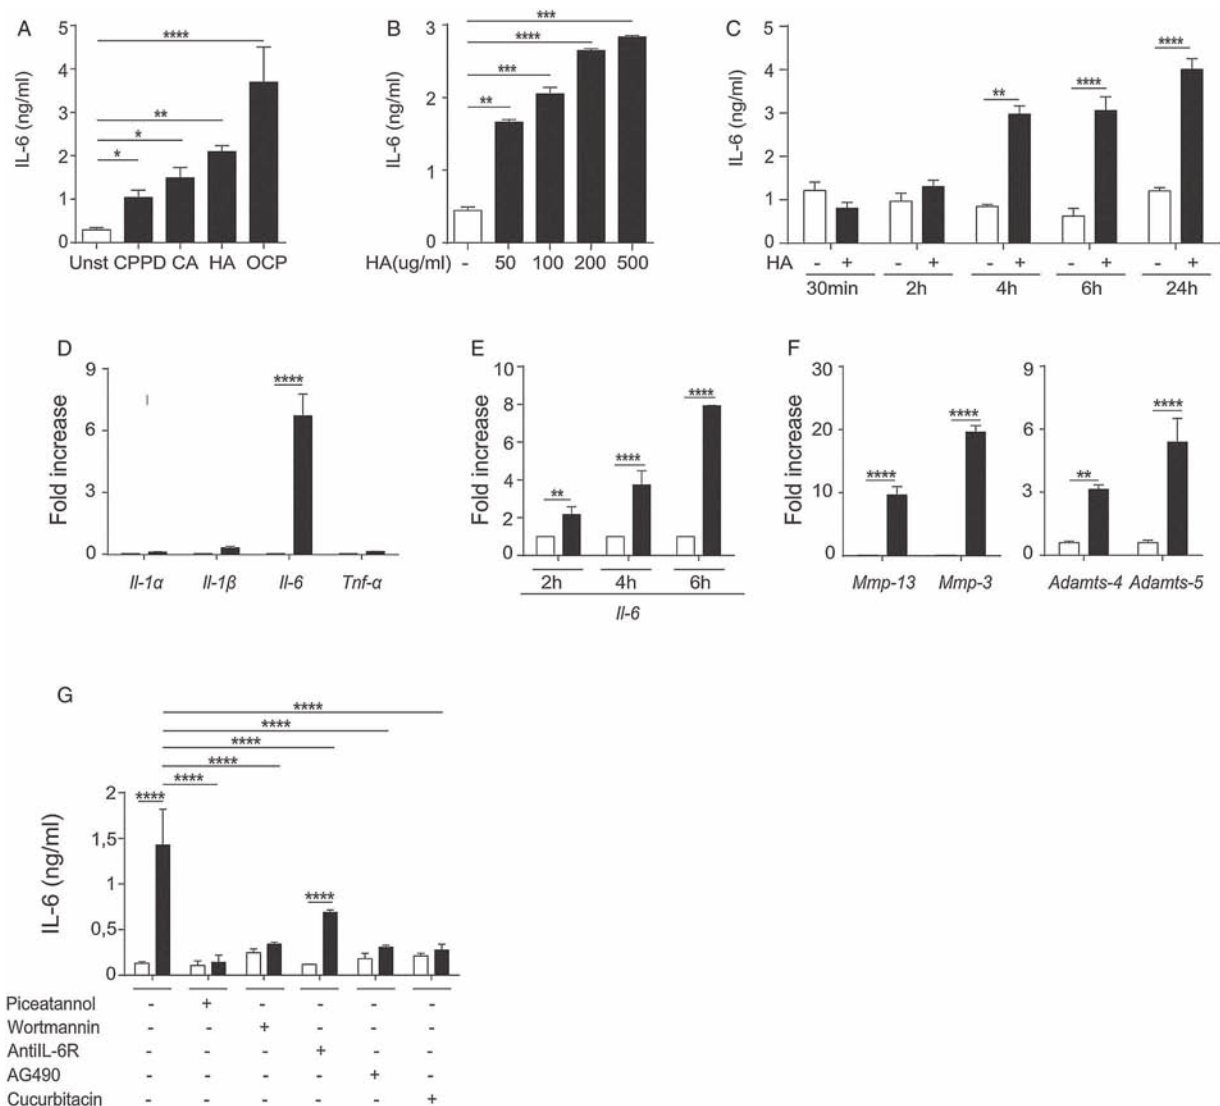 A
IL-6 (ng/ml)
5
4
3
2
1
0
****
**
*
*
Unst CPPD CA HA OCP
B
IL-6 (ng/ml)
3
2
1
0
***
****
***
**
HA(ug/ml) - 50 100 200 500
C
IL-6 (ng/ml)
5
4
3
2
1
0
** **** ****
HA - + - + - + - + - +
30min 2h 4h 6h 24h
D
Fold increase
9
6
3
0
****
Il-1α Il-1β Il-6 Tnf-α
E
Fold increase
10
8
6
4
2
0
** **** ****
2h 4h 6h
Il-6
F
Fold increase
30
20
10
0
**** ****
Mmp-13 Mmp-3
9
6
3
0
** ****
Adamts-4 Adamts-5
G
****
****
****
****
****
IL-6 (ng/ml)
2
1,5
1
0,5
0
**** ****
Piceatannol - + - - - -
Wortmannin - - + - - -
AntiIL-6R - - - + - -
AG490 - - - - + -
Cucurbitacin - - - - - +